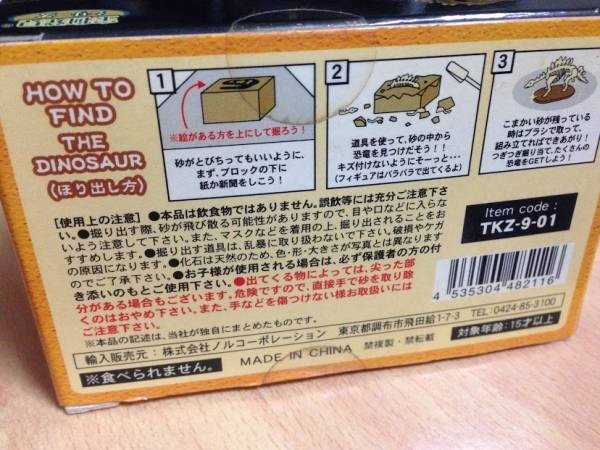 HOW TO
FIND
THE
DINOSAUR
(ほり出し方)
1
※絵がある方を上にして掘ろう!
砂がとびちってもいいように、
まず、ブロックの下に
紙か新聞をしこう!
2
道具を使って、砂の中から
恐竜を見つけだそう!!
キズ付けないようにそーっと…
(フィギュアはバラバラで出てくるよ)
3
こまかい砂が残っている
時はブラシで取って、
組み立てればできあがり!
つぎつぎ掘り当て、たくさんの
恐竜をGETしよう!
【使用上の注意】●本品は飲食物ではありません。誤飲等には充分ご注意下さ
い。●掘り出す際、砂が飛び散る可能性がありますので、目や口などに入らな
いよう注意して下さい。また、マスクなどを着用の上、掘り出されることをお
すすめします。●掘り出す道具は、乱暴に取り扱わないで下さい。破損やケガ
の原因になります。●化石は天然のため、色・形・大きさが写真とは異なります
のでご了承下さい。●お子様が使用される場合は、必ず保護者の方の付
き添いのもとご使用下さい。●出てくる物によっては、尖った部
分がある場合もございます。危険ですので、直接手で砂を取り除
くのはおやめ下さい。また、手などを傷つけない様お取扱いには
十分ご注意下さい。
※本品の記述は、当社が独自にまとめたものです。
輸入販売元:株式会社ノルコーポレーション 東京都調布市飛田給1-7-3 TEL:0424-85-3100
※食べられません。
MADE IN CHINA 禁複製・禁転載
対象年齢:15才以上
Item code:
TKZ-9-01
4 535304 482116